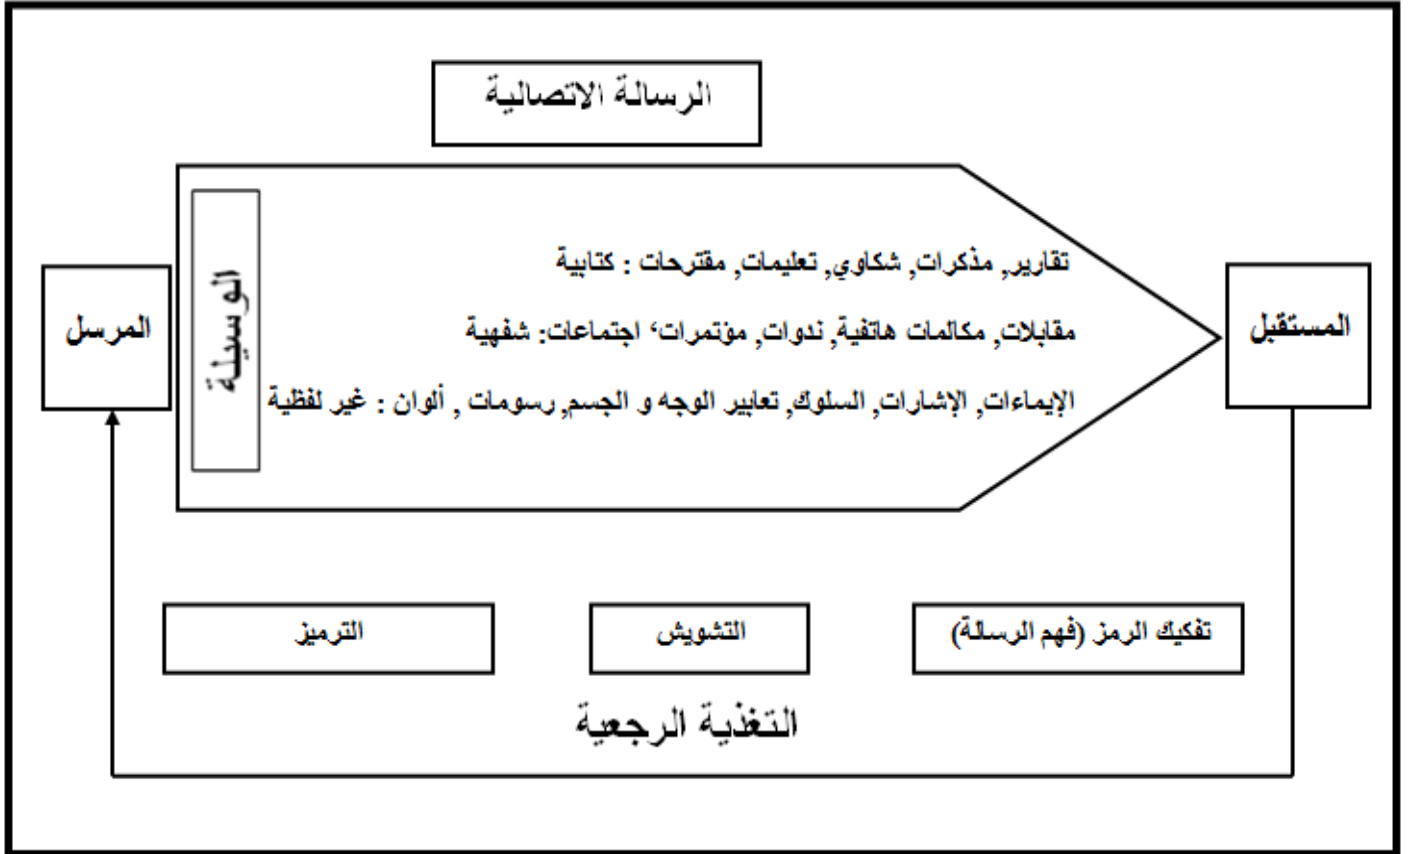 الرسالة الاتصالية
تقارير, مذكرات, شكاوي, تعليمات, مقترحات : كتابية
مقابلات, مكالمات هاتفية, ندوات, مؤتمرات، اجتماعات: شفهية
الإيماءات, الإشارات, السلوك, تعابير الوجه و الجسم, رسومات , ألوان : غير لفظية
المستقبل
الوسيلة
المرسل
تفكيك الرمز (فهم الرسالة)
التشويش
الترميز
التغذية الرجعية